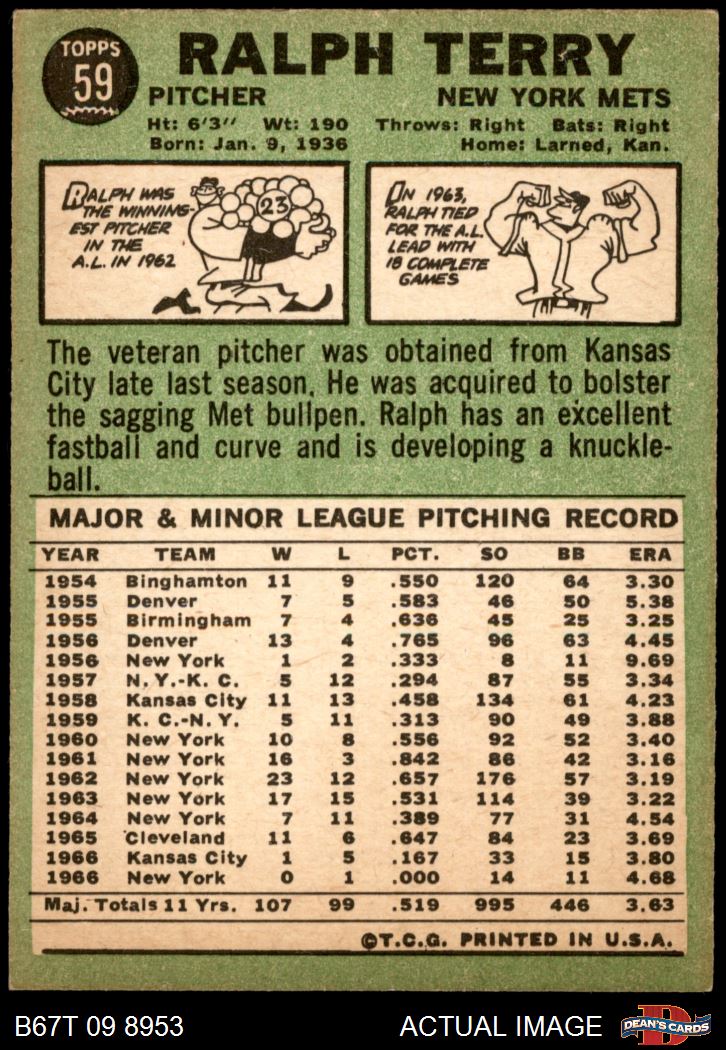 TOPPS
59
RALPH TERRY
PITCHER NEW YORK METS
Ht: 6'3" Wt: 190 Throws: Right Bats: Right
Born: Jan. 9, 1936 Home: Larned, Kan.
RALPH WAS
THE WINNING-
EST PITCHER
IN THE
A.L. IN 1962
23
IN 1963,
RALPH TIED
FOR THE A.L.
LEAD WITH
18 COMPLETE
GAMES
The veteran pitcher was obtained from Kansas
City late last season. He was acquired to bolster
the sagging Met bullpen. Ralph has an excellent
fastball and curve and is developing a knuckle-
ball.
MAJOR & MINOR LEAGUE PITCHING RECORD
YEAR TEAM W L PCT. SO BB ERA
1954 Binghamton 11 9 .550 120 64 3.30
1955 Denver 7 5 .583 46 50 5.38
1955 Birmingham 7 4 .636 45 25 3.25
1956 Denver 13 4 .765 96 63 4.45
1956 New York 1 2 .333 8 11 9.69
1957 N.Y.-K.C. 5 12 .294 87 55 3.34
1958 Kansas City 11 13 .458 134 61 4.23
1959 K.C.-N.Y. 5 11 .313 90 49 3.88
1960 New York 10 8 .556 92 52 3.40
1961 New York 16 3 .842 86 42 3.16
1962 New York 23 12 .657 176 57 3.19
1963 New York 17 15 .531 114 39 3.22
1964 New York 7 11 .389 77 31 4.54
1965 Cleveland 11 6 .647 84 23 3.69
1966 Kansas City 1 5 .167 33 15 3.80
1966 New York 0 1 .000 14 11 4.68
Maj. Totals 11 Yrs. 107 99 .519 995 446 3.63
©T.C.G. PRINTED IN U.S.A.
B67T 09 8953 ACTUAL IMAGE
D
DEAN'S CARDS